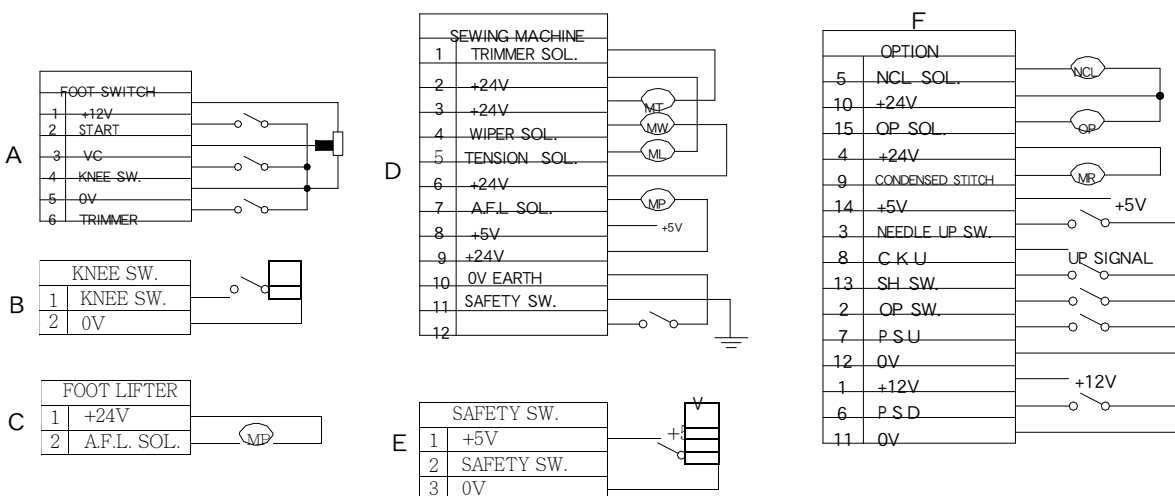 A
FOOT SWITCH
1 +12V
2 START
3 VC
4 KNEE SW.
5 0V
6 TRIMMER
B
KNEE SW.
1 KNEE SW.
2 0V
C
FOOT LIFTER
1 +24V
2 A.F.L. SOL.
MP
D
SEWING MACHINE
1 TRIMMER SOL.
2 +24V
3 +24V
4 WIPER SOL.
5 TENSION SOL.
6 +24V
7 A.F.L SOL.
8 +5V
9 +24V
10 0V EARTH
11 SAFETY SW.
12
MT
MW
ML
MP
+5V
E
SAFETY SW.
1 +5V
2 SAFETY SW.
3 0V
V
F
OPTION
5 NCL SOL.
10 +24V
15 OP SOL.
4 +24V
9 CONDENSED STITCH
14 +5V
3 NEEDLE UP SW.
8 CKU
13 SH SW.
2 OP SW.
7 PSU
12 0V
1 +12V
6 PSD
11 0V
NCL
OP
MR
+5V
UP SIGNAL
+12V